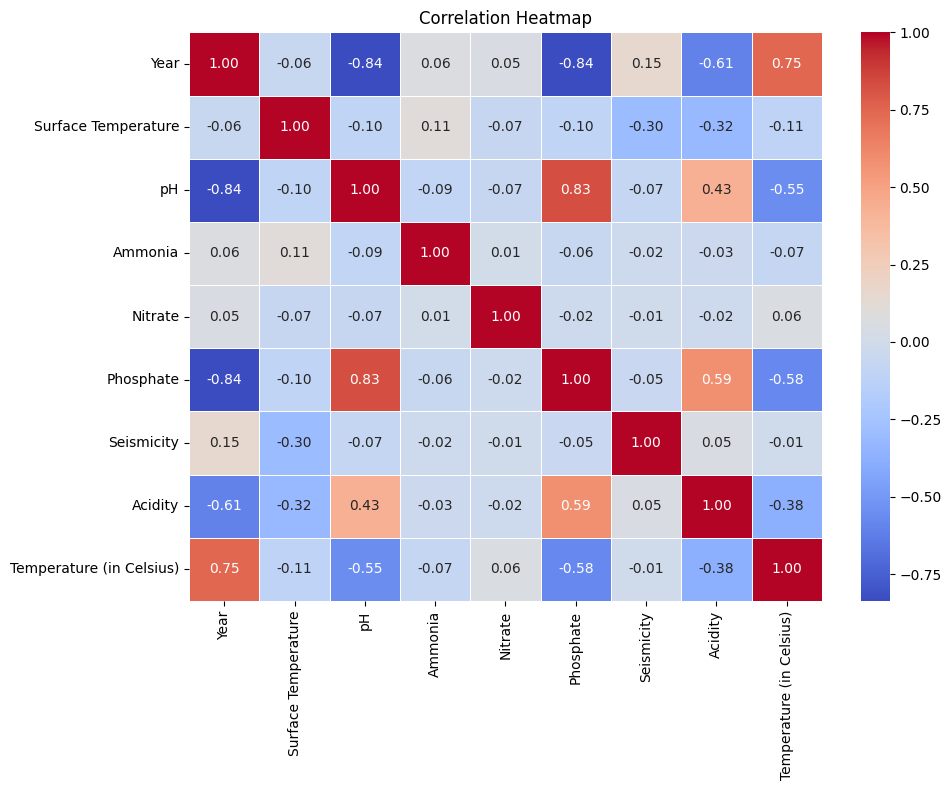 Correlation Heatmap
Year 1.00 -0.06 -0.84 0.06 0.05 -0.84 0.15 -0.61 0.75
Surface Temperature -0.06 1.00 -0.10 0.11 -0.07 -0.10 -0.30 -0.32 -0.11
pH -0.84 -0.10 1.00 -0.09 -0.07 0.83 -0.07 0.43 -0.55
Ammonia 0.06 0.11 -0.09 1.00 0.01 -0.06 -0.02 -0.03 -0.07
Nitrate 0.05 -0.07 -0.07 0.01 1.00 -0.02 -0.01 -0.02 0.06
Phosphate -0.84 -0.10 0.83 -0.06 -0.02 1.00 -0.05 0.59 -0.58
Seismicity 0.15 -0.30 -0.07 -0.02 -0.01 -0.05 1.00 0.05 -0.01
Acidity -0.61 -0.32 0.43 -0.03 -0.02 0.59 0.05 1.00 -0.38
Temperature (in Celsius) 0.75 -0.11 -0.55 -0.07 0.06 -0.58 -0.01 -0.38 1.00
Year
Surface Temperature
pH
Ammonia
Nitrate
Phosphate
Seismicity
Acidity
Temperature (in Celsius)
1.00
0.75
0.50
0.25
0.00
−0.25
−0.50
−0.75